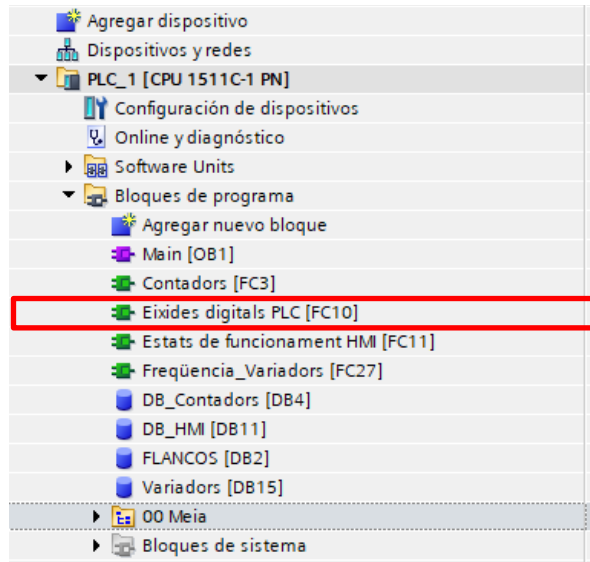 Agregar dispositivo
Dispositivos y redes
PLC_1 [CPU 1511C-1 PN]
Configuración de dispositivos
Online y diagnóstico
Software Units
Bloques de programa
Agregar nuevo bloque
Main [OB1]
Contadors [FC3]
Eixides digitals PLC [FC10]
Estats de funcionament HMI [FC11]
Freqüencia_Variadors [FC27]
DB_Contadors [DB4]
DB_HMI [DB11]
FLANCOS [DB2]
Variadors [DB15]
00 Meia
Bloques de sistema